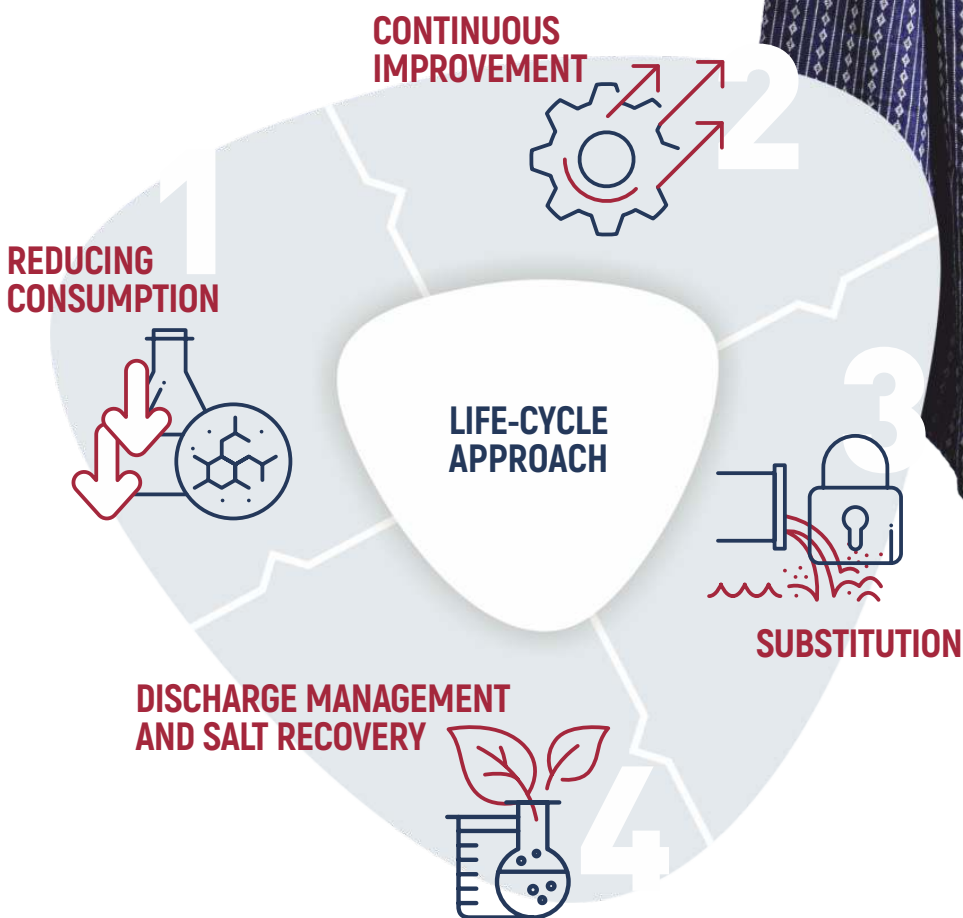 CONTINUOUS
IMPROVEMENT
2
1
REDUCING
CONSUMPTION
3
LIFE-CYCLE
APPROACH
SUBSTITUTION
DISCHARGE MANAGEMENT
AND SALT RECOVERY
4